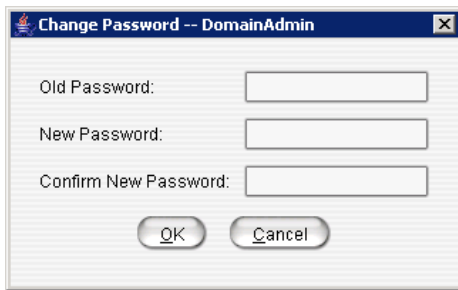 Change Password -- DomainAdmin
Old Password:
New Password:
Confirm New Password:
OK Cancel